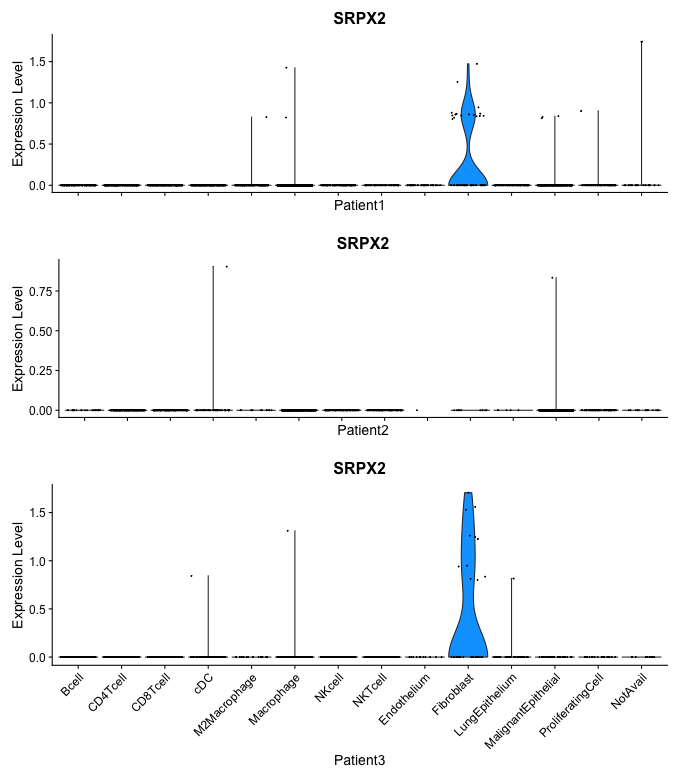 SRPX2
Expression Level
1.5
1.0
0.5
0.0
Patient1
SRPX2
Expression Level
0.75
0.50
0.25
0.00
Patient2
SRPX2
Expression Level
1.5
1.0
0.5
0.0
Bcell
CD4Tcell
CD8Tcell
cDC
M2Macrophage
Macrophage
NKcell
NKTcell
Endothelium
Fibroblast
LungEpithelium
MalignantEpithelial
ProliferatingCell
NotAvail
Patient3